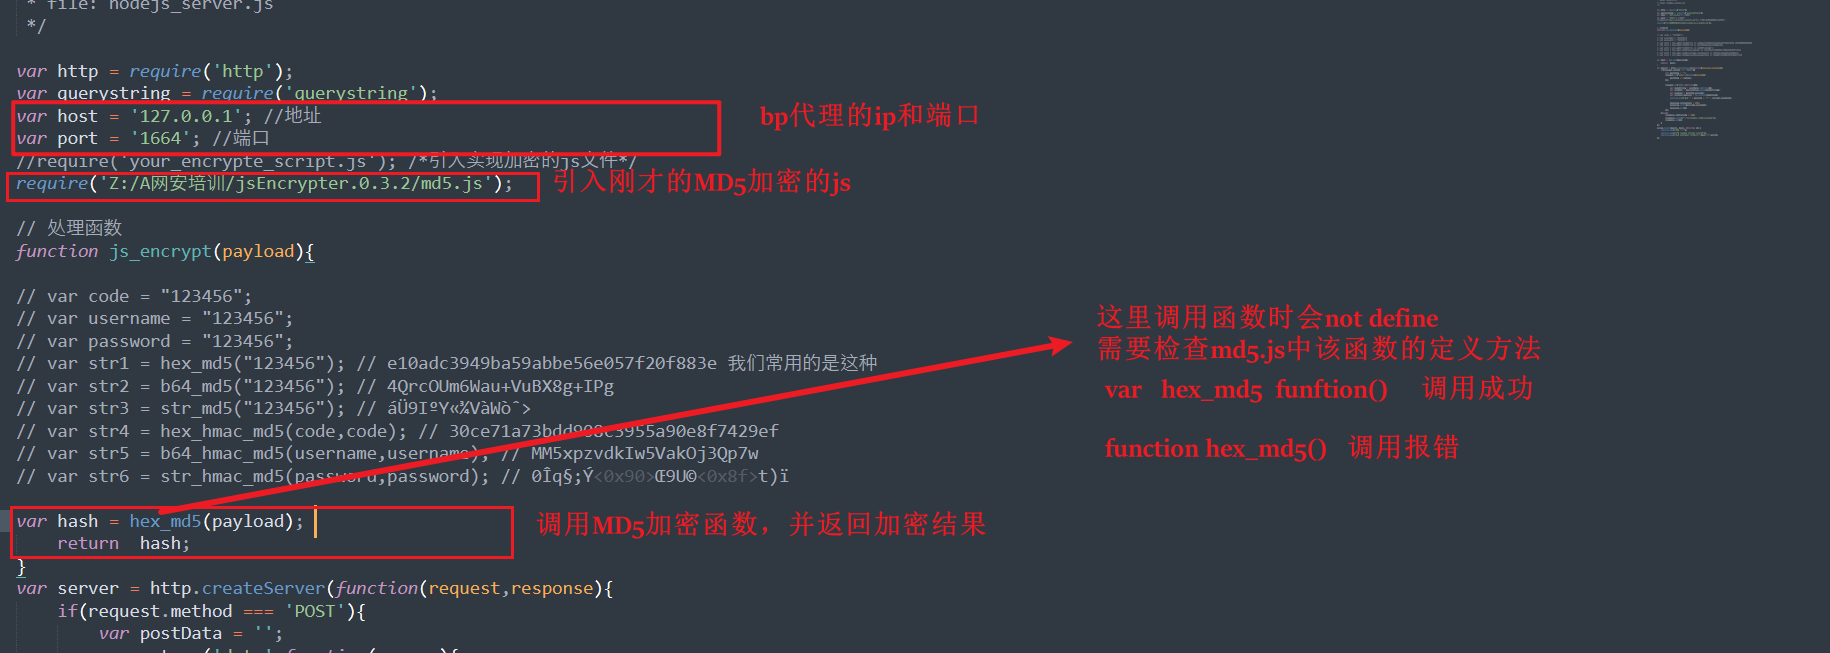 * file: nodejs_server.js
*/
var http = require('http');
var querystring = require('querystring');
var host = '127.0.0.1'; //地址
var port = '1664'; //端口
bp代理的ip和端口
//require('your_encrypte_script.js'); /*引入实现加密的js文件*/
require('Z:/A网安培训/jsEncrypter.0.3.2/md5.js');
引入刚才的MD5加密的js
// 处理函数
function js_encrypt(payload){
// var code = "123456";
// var username = "123456";
// var password = "123456";
// var str1 = hex_md5("123456"); // e10adc3949ba59abbe56e057f20f883e 我们常用的是这种
// var str2 = b64_md5("123456"); // 4QrcOUm6Wau+VuBX8g+IPg
// var str3 = str_md5("123456"); // áÜ9IºY«¾VàWòˆ>
// var str4 = hex_hmac_md5(code,code); // 30ce71a73bdd908c3955a90e8f7429ef
// var str5 = b64_hmac_md5(username,username); // MM5xpzvdkIw5VakOj3Qp7w
// var str6 = str_hmac_md5(password,password); // 0Îq§;Ý<0x90>Œ9U©<0x8f>t)ï
这里调用函数时会not define
需要检查md5.js中该函数的定义方法
var hex_md5 funftion() 调用成功
function hex_md5() 调用报错
var hash = hex_md5(payload);
return hash;
调用MD5加密函数，并返回加密结果
}
var server = http.createServer(function(request,response){
if(request.method === 'POST'){
var postData = '';